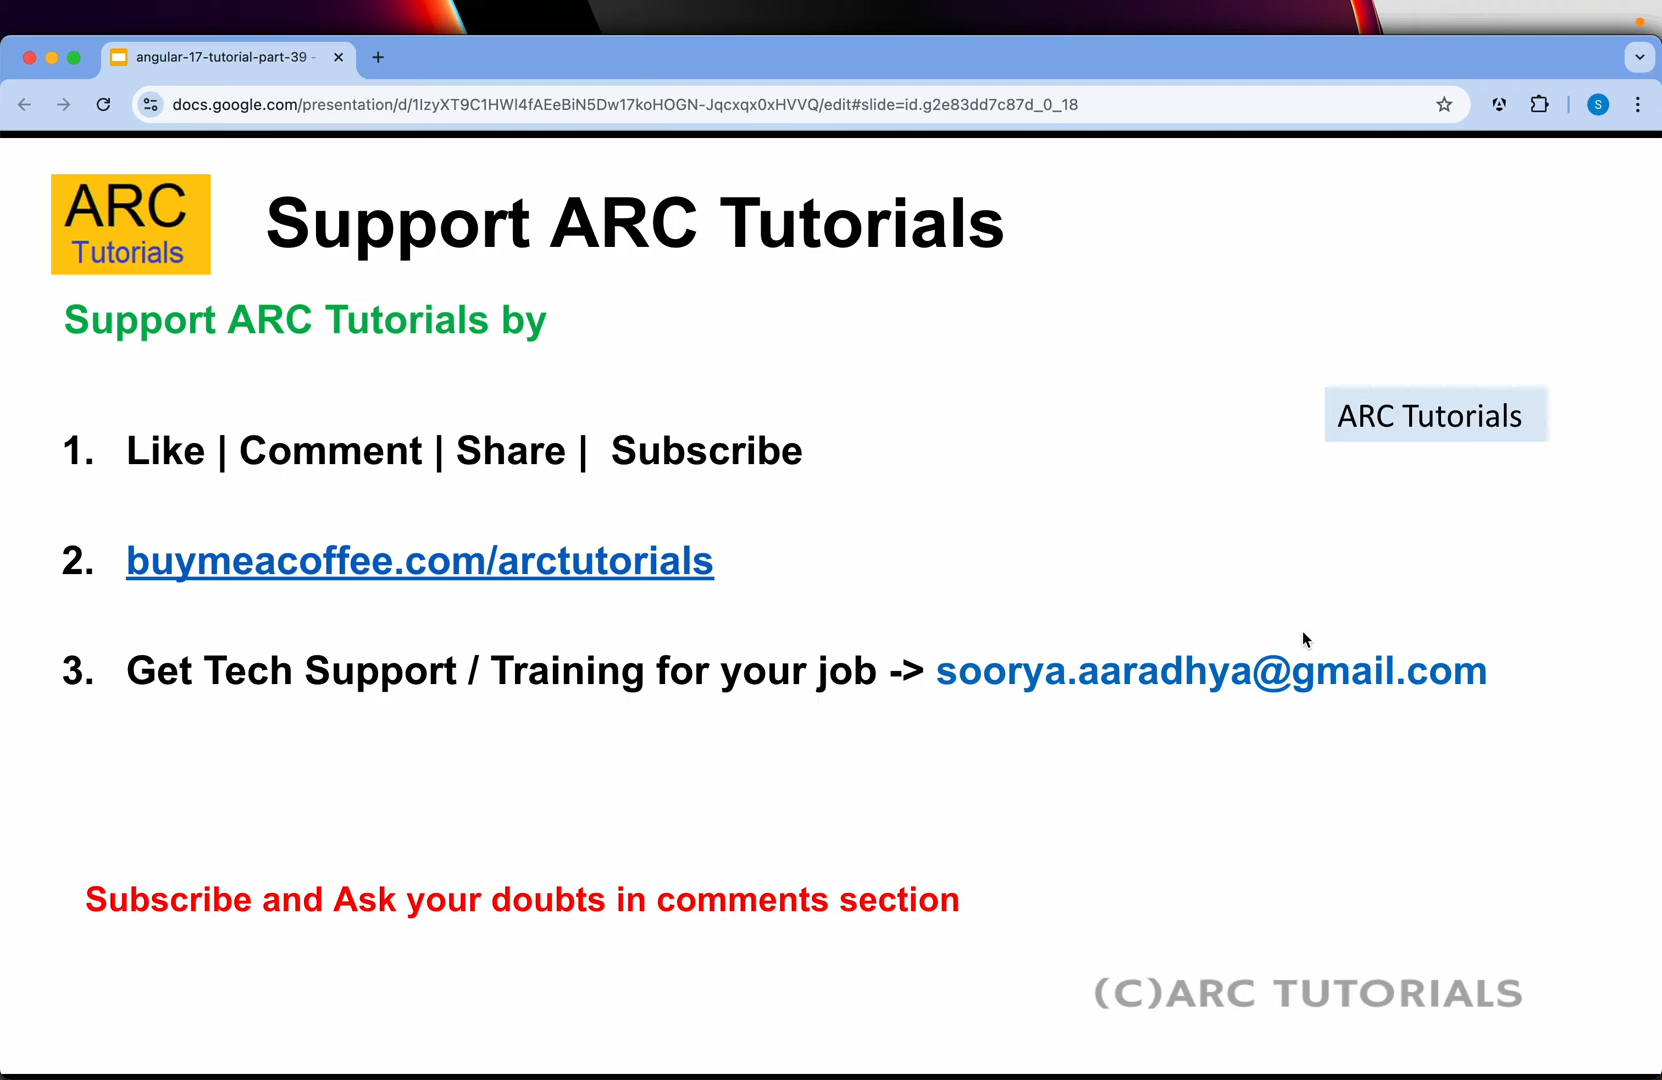 angular-17-tutorial-part-39 -
docs.google.com/presentation/d/1IzyXT9C1HWl4fAEeBiN5Dw17koHOGN-Jqcxqx0xHVVQ/edit#slide=id.g2e83dd7c87d_0_18
S
ARC
Tutorials
Support ARC Tutorials
Support ARC Tutorials by
ARC Tutorials
1. Like | Comment | Share | Subscribe
2. buymeacoffee.com/arctutorials
3. Get Tech Support / Training for your job -> soorya.aaradhya@gmail.com
Subscribe and Ask your doubts in comments section
(C)ARC TUTORIALS